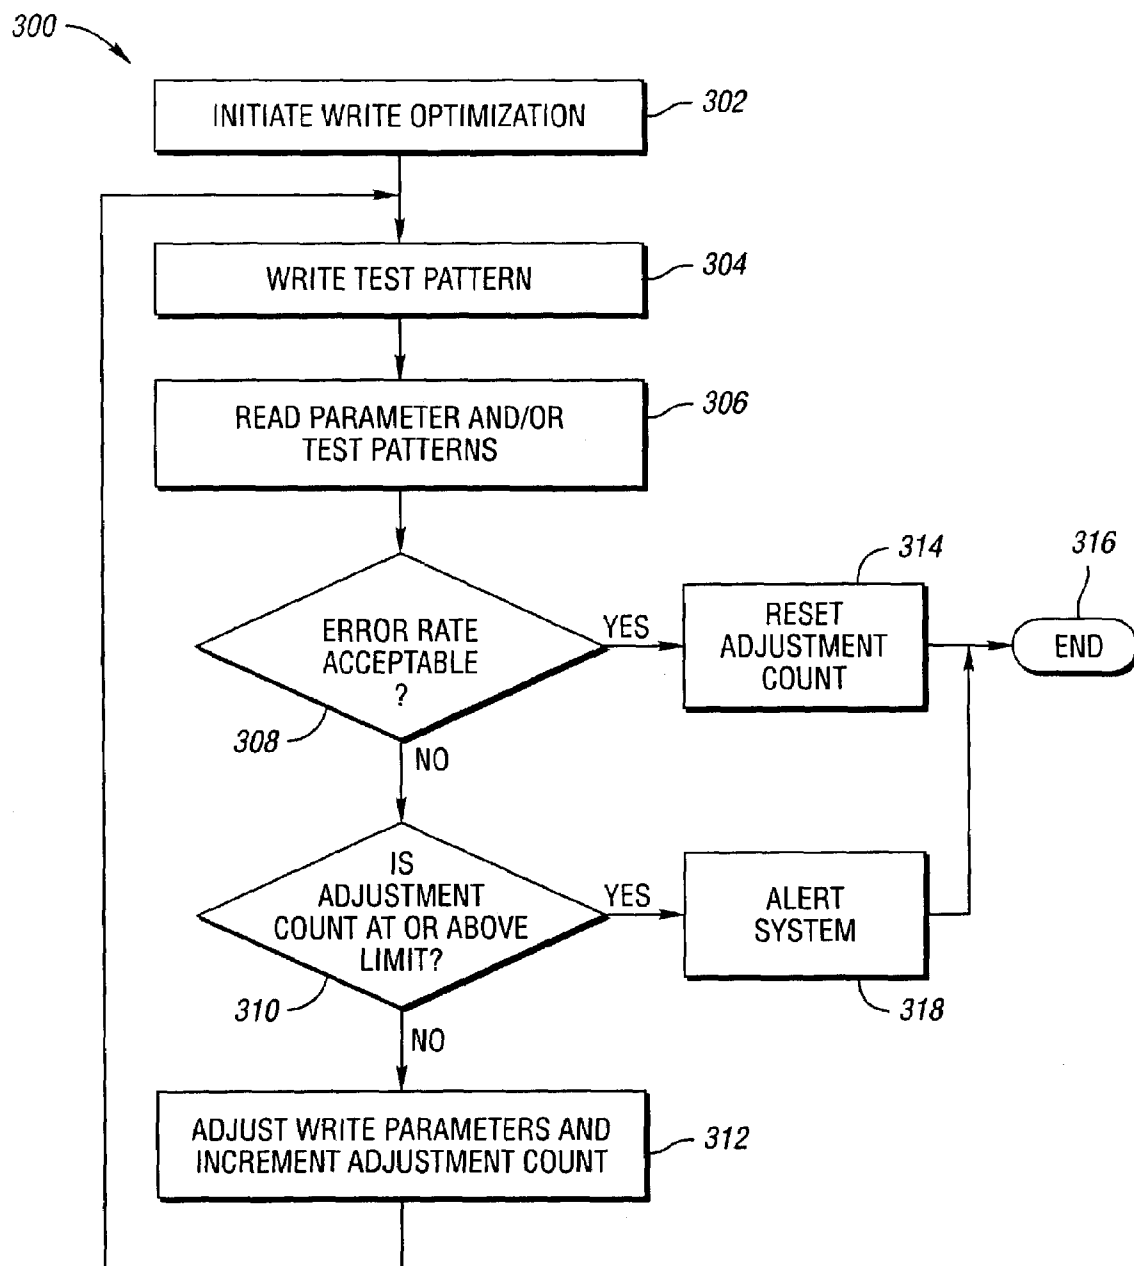 300
INITIATE WRITE OPTIMIZATION
302
WRITE TEST PATTERN
304
READ PARAMETER AND/OR
TEST PATTERNS
306
ERROR RATE
ACCEPTABLE
?
308
YES
NO
RESET
ADJUSTMENT
COUNT
314
END
316
IS
ADJUSTMENT
COUNT AT OR ABOVE
LIMIT?
310
YES
NO
ALERT
SYSTEM
318
ADJUST WRITE PARAMETERS AND
INCREMENT ADJUSTMENT COUNT
312